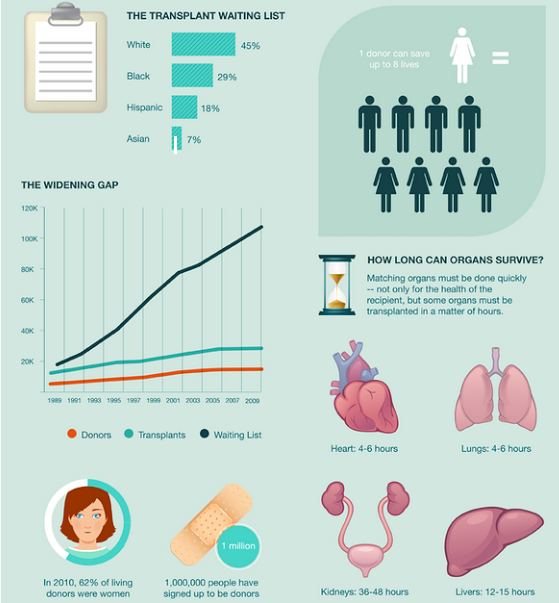 THE TRANSPLANT WAITING LIST
White
45%
Black
29%
Hispanic
18%
Asian
7%
1 donor can save
up to 8 lives
=
THE WIDENING GAP
120K
100K
80K
60K
40K
20K
1989 1991 1993 1995 1997 1999 2001 2003 2005 2007 2009
Donors
Transplants
Waiting List
HOW LONG CAN ORGANS SURVIVE?
Matching organs must be done quickly
-- not only for the health of the
recipient, but some organs must be
transplanted in a matter of hours.
Heart: 4-6 hours
Lungs: 4-6 hours
Kidneys: 36-48 hours
Livers: 12-15 hours
In 2010, 62% of living
donors were women
1 million
1,000,000 people have
signed up to be donors